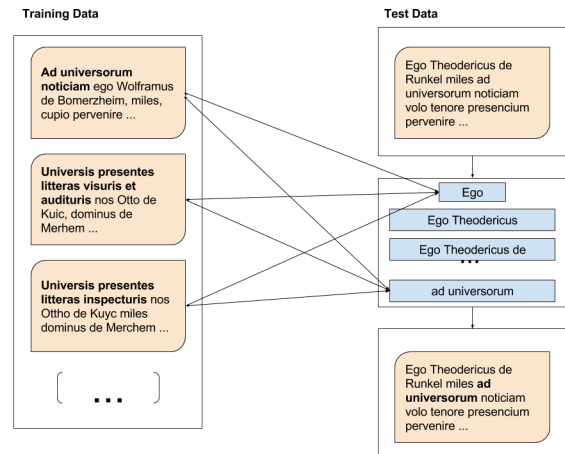 Training Data
Ad universorum
noticiam ego Wolframus
de Bomerzheim, miles,
cupio pervenire ...
Universis presentes
litteras visuris et
audituris nos Otto de
Kuic, dominus de
Merhem ...
Universis presentes
litteras inspecturis nos
Ottho de Kuyc miles
dominus de Merchem ...
...
Test Data
Ego Theodericus de
Runkel miles ad
universorum noticiam
volo tenore presencium
pervenire ...
Ego
Ego Theodericus
Ego Theodericus de
...
ad universorum
Ego Theodericus de
Runkel miles ad
universorum noticiam
volo tenore presencium
pervenire ...